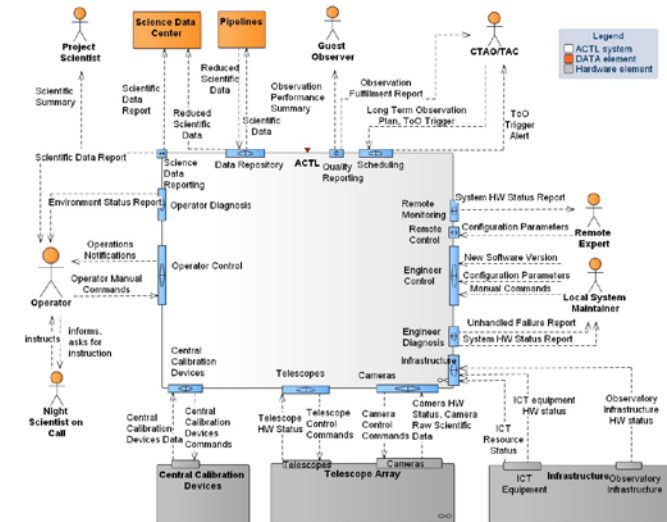 Project
Scientist
Science Data
Center
Pipelines
Guest
Observer
CTAO/TAC
Legend
ACTL system
DATA element
Hardware element
Scientific
Summary
Scientific
Data
Report
Reduced
Scientific
Data
Reduced
Scientific
Data
Scientific
Data
Observation
Performance
Summary
Observation
Fulfillment Report
Long Term Observation
Plan, ToO Trigger
ToO
Trigger
Alert
Scientific Data Report
Science
Data
Reporting
Data Repository
ACTL
Quality
Reporting
Scheduling
Environment Status Report
Operator Diagnosis
Remote
Monitoring
System HW Status Report
Remote
Control
Configuration Parameters
Remote
Expert
Operations
Notifications
Operator Manual
Commands
Operator
Operator Control
Engineer
Control
New Software Version
Configuration Parameters
Manual Commands
Local System
Maintainer
instructs
informs,
asks for
instruction
Engineer
Diagnosis
Unhandled Failure Report
System HW Status Report
Night
Scientist on
Call
Central
Calibration
Devices
Telescopes
Cameras
Infrastructure
Central
Calibration
Devices Data
Central
Calibration
Devices
Commands
Telescope
HW Status
Telescope
Control
Commands
Camera
Control
Commands
Camera HW
Status, Camera
Raw Scientific
Data
ICT
Resource
Status
ICT equipment
HW status
Observatory
Infrastructure
HW status
Central Calibration
Devices
Telescopes
Cameras
Telescope Array
ICT
Equipment
Infrastructure
Observatory
Infrastructure